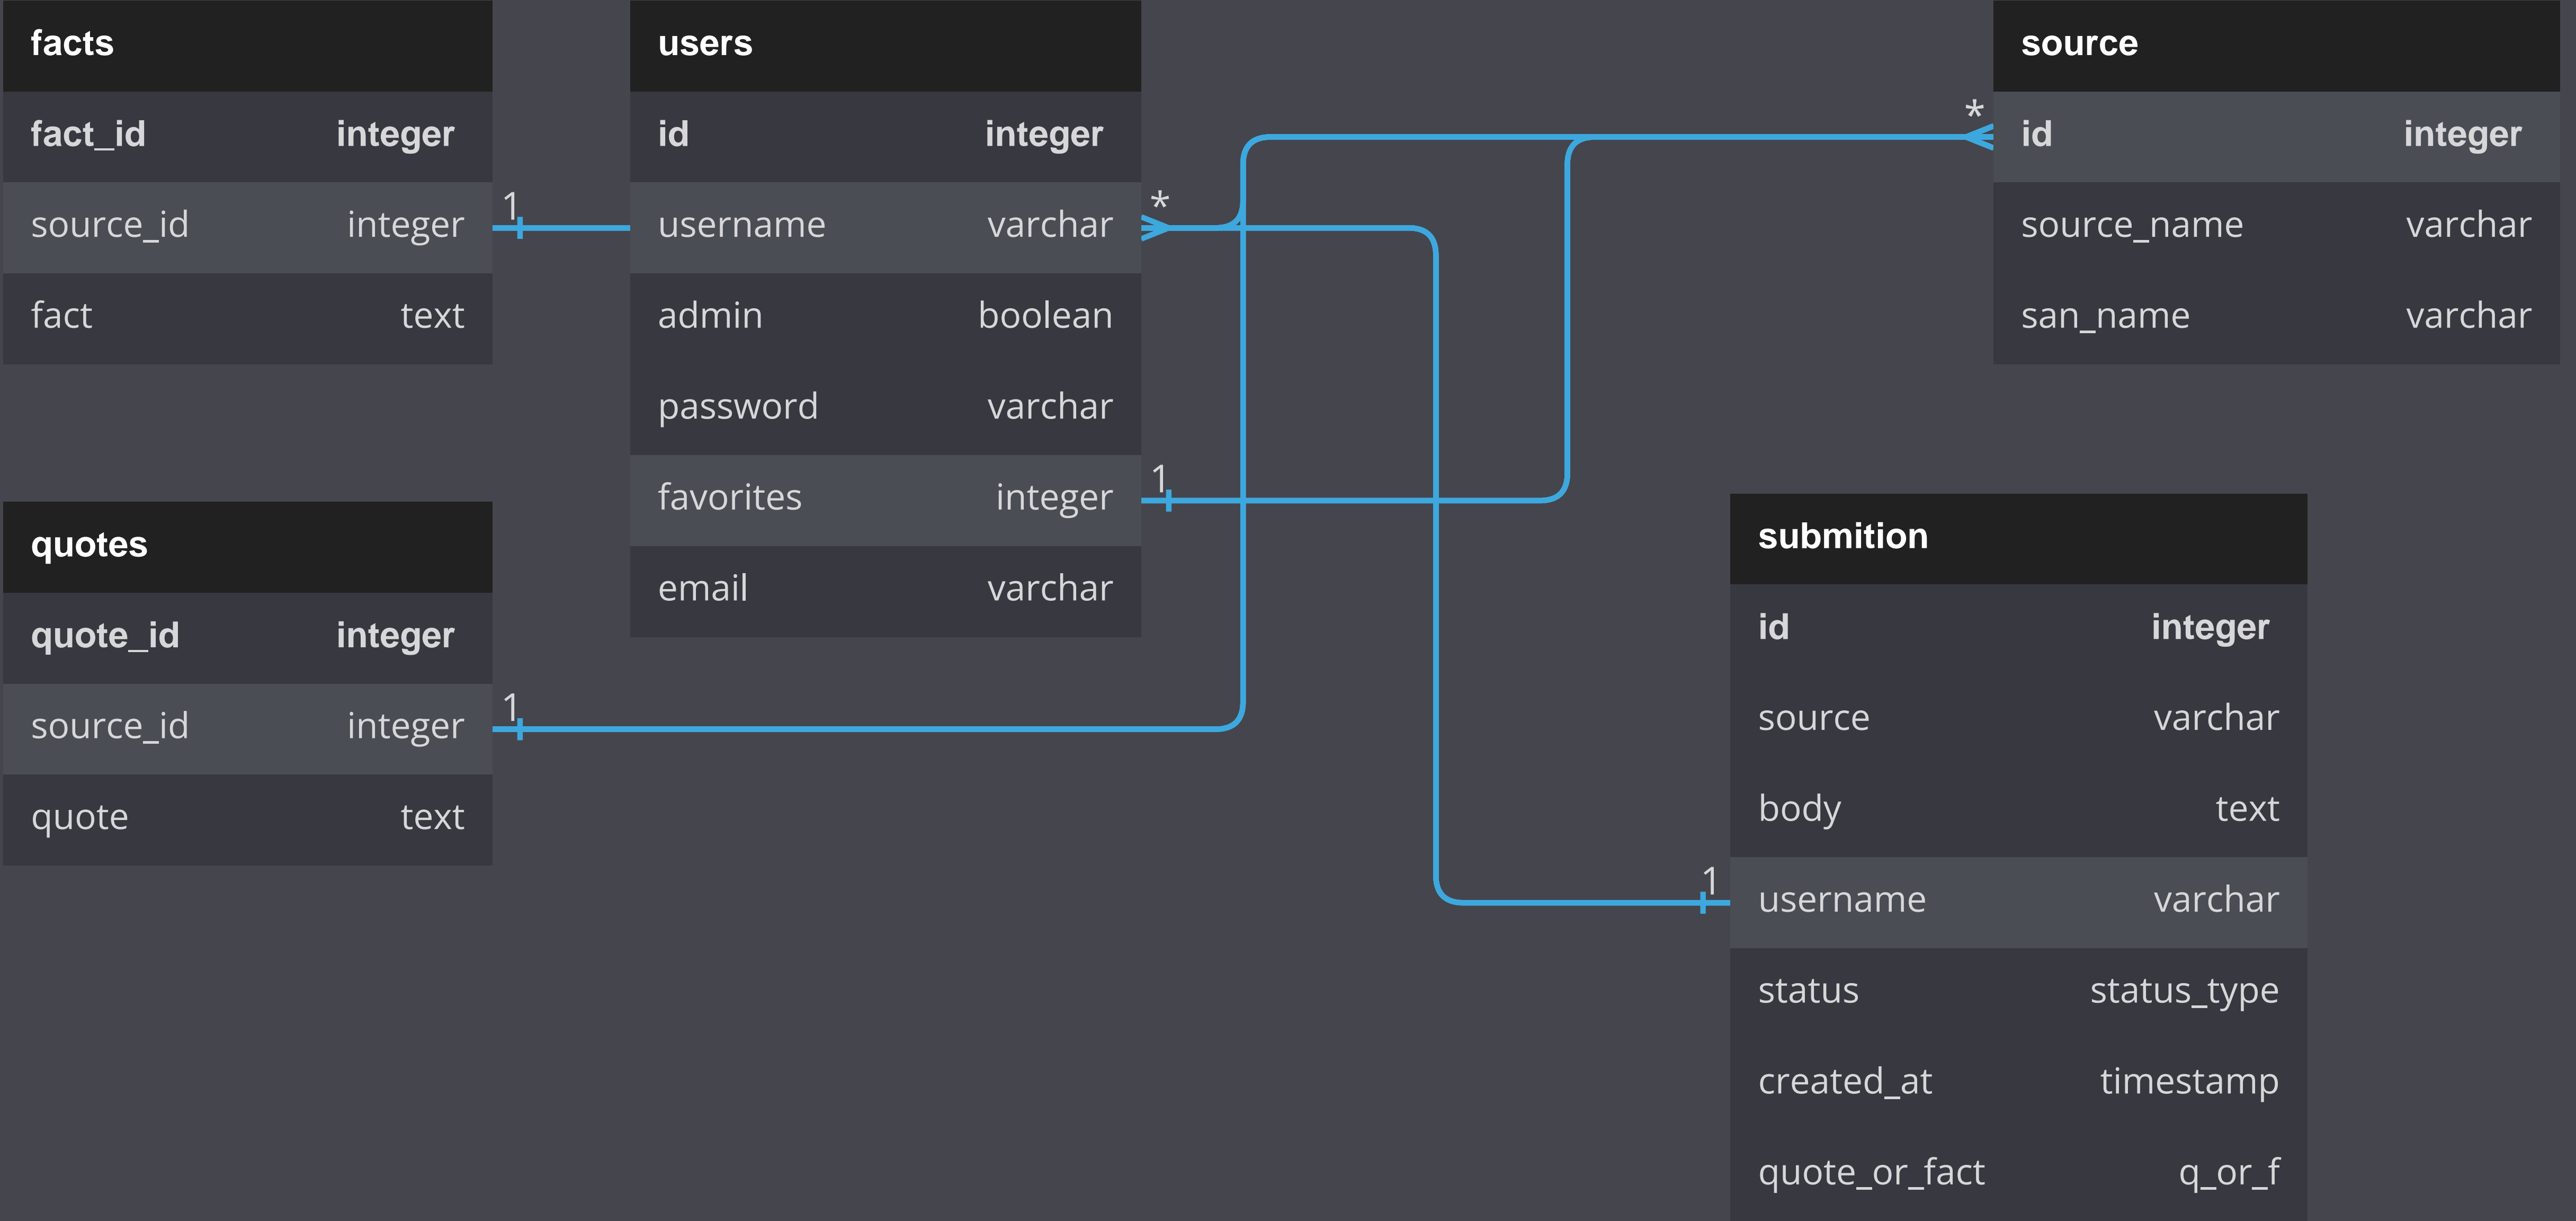 facts
fact_id integer
source_id integer
fact text
1
users
id integer
username varchar
admin boolean
password varchar
favorites integer
email varchar
*
1
source
id integer
source_name varchar
san_name varchar
*
quotes
quote_id integer
source_id integer
quote text
1
submition
id integer
source varchar
body text
username varchar
status status_type
created_at timestamp
quote_or_fact q_or_f
1